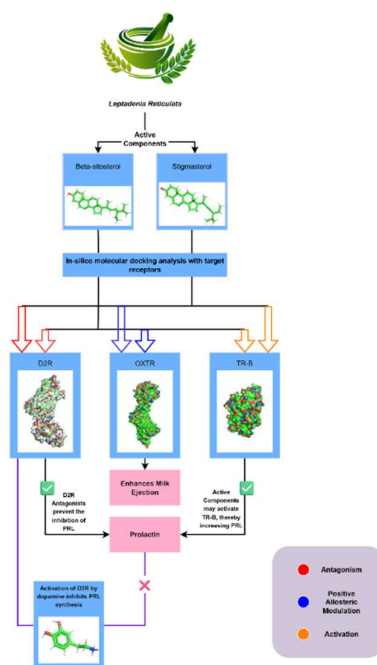 Leptadenia Reticulata
Active
Components
Beta-sitosterol
Stigmasterol
In-silico molecular docking analysis with target
receptors
D2R
OXTR
TR-B
D2R
Antagonists
prevent the
inhibition of
PRL
Enhances Milk
Ejection
Active
Components
may activate
TR-B, thereby
increasing PRL
Prolactin
Activation of D2R by
dopamine inhibits PRL
synthesis
Antagonism
Positive
Allosteric
Modulation
Activation